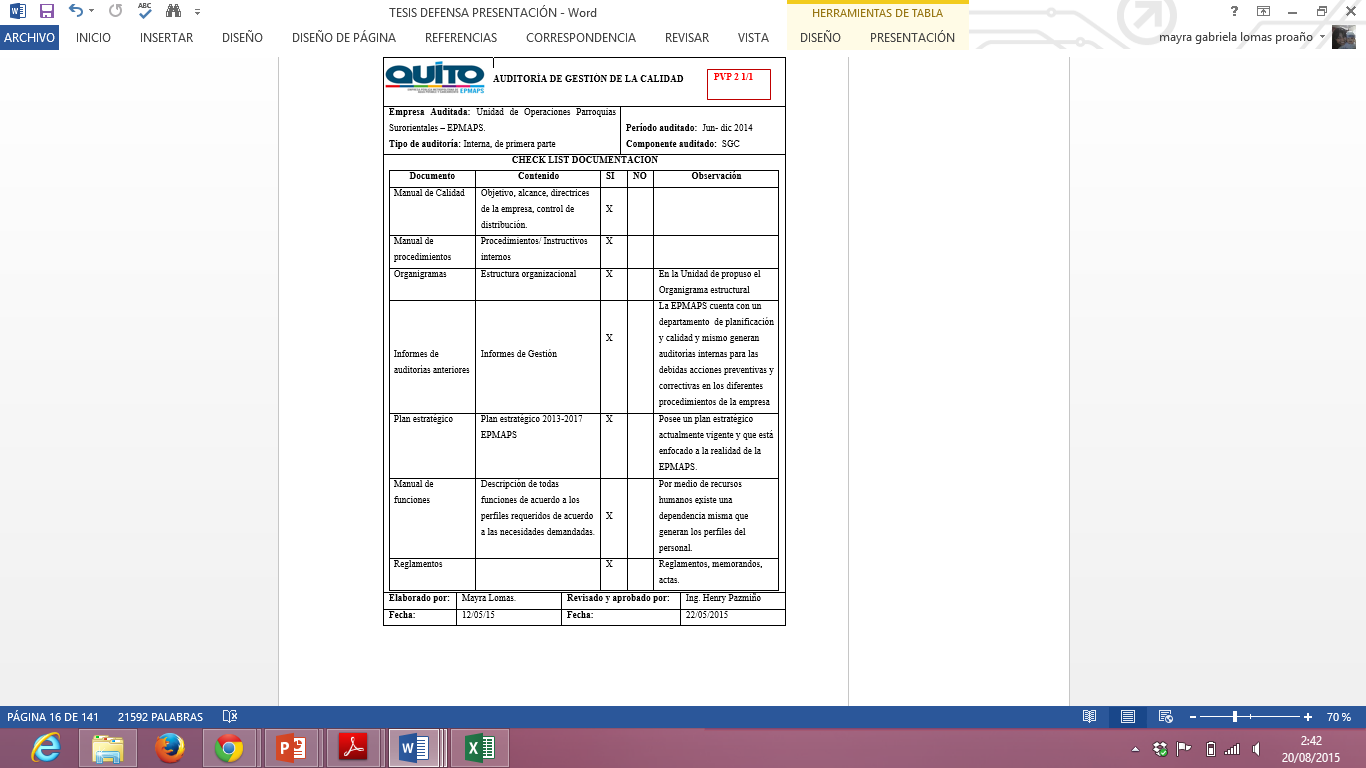 TESIS DEFENSA PRESENTACIÓN - Word
HERRAMIENTAS DE TABLA
?
ARCHIVO INICIO INSERTAR DISEÑO DISEÑO DE PÁGINA REFERENCIAS CORRESPONDENCIA REVISAR VISTA DISEÑO PRESENTACIÓN
mayra gabriela lomas proaño
QUITO
EPMAPS
AUDITORÍA DE GESTIÓN DE LA CALIDAD
PVP 2 1/1
Empresa Auditada: Unidad de Operaciones Parroquias
Surorientales – EPMAPS.
Tipo de auditoría: Interna, de primera parte
Período auditado: Jun- dic 2014
Componente auditado: SGC
CHECK LIST DOCUMENTACIÓN
Documento Contenido SI NO Observación
Manual de Calidad
Objetivo, alcance, directrices
de la empresa, control de
distribución.
X
Manual de
procedimientos
Procedimientos/ Instructivos
internos
X
Organigramas
Estructura organizacional
X
En la Unidad de propuso el
Organigrama estructural
Informes de
auditorías anteriores
Informes de Gestión
X
La EPMAPS cuenta con un
departamento de planificación
y calidad y mismo generan
auditorías internas para las
debidas acciones preventivas y
correctivas en los diferentes
procedimientos de la empresa
Plan estratégico
Plan estratégico 2013-2017
EPMAPS
X
Posee un plan estratégico
actualmente vigente y que está
enfocado a la realidad de la
EPMAPS.
Manual de
funciones
Descripción de todas
funciones de acuerdo a los
perfiles requeridos de acuerdo
a las necesidades demandadas.
X
Por medio de recursos
humanos existe una
dependencia misma que
generan los perfiles del
personal.
Reglamentos
X
Reglamentos, memorandos,
actas.
Elaborado por: Mayra Lomas. Revisado y aprobado por: Ing. Henry Pazmiño
Fecha: 12/05/15 Fecha: 22/05/2015
PÁGINA 16 DE 141 21592 PALABRAS 70 %
2:42
20/08/2015